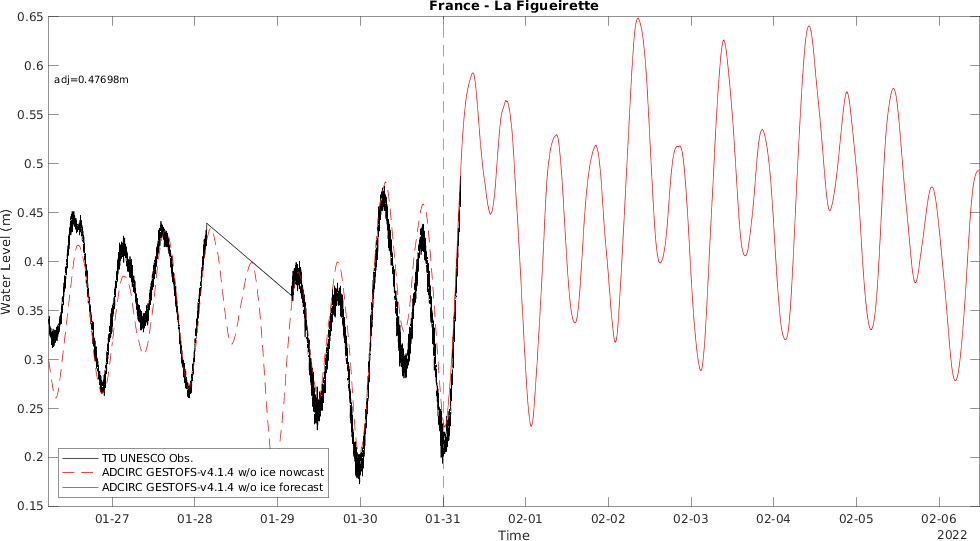 France - La Figueirette
0.65
0.6
adj=0.47698m
0.55
0.5
0.45
0.4
0.35
0.3
0.25
0.2
0.15
Water Level (m)
TD UNESCO Obs.
ADCIRC GESTOFS-v4.1.4 w/o ice nowcast
ADCIRC GESTOFS-v4.1.4 w/o ice forecast
01-27 01-28 01-29 01-30 01-31 02-01 02-02 02-03 02-04 02-05 02-06
Time
2022